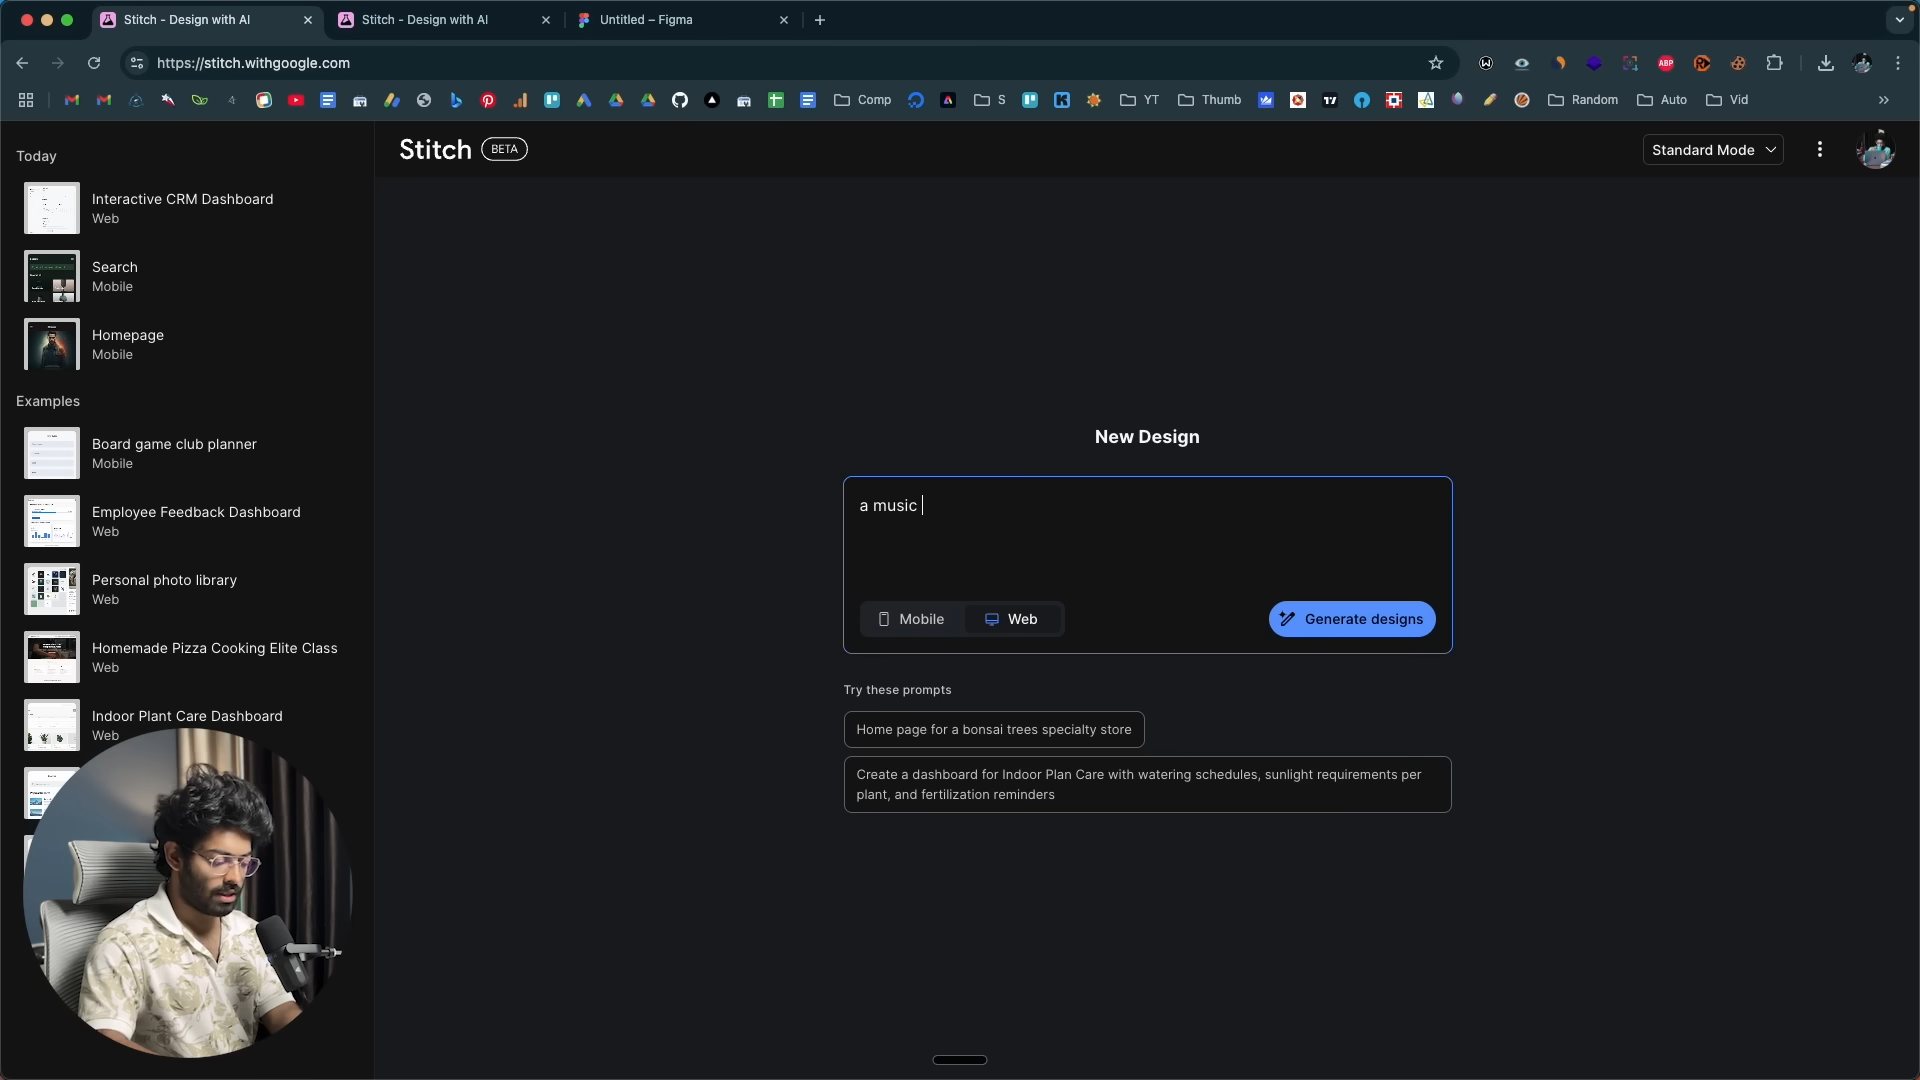 Stitch - Design with AI
Stitch - Design with AI
Untitled – Figma
https://stitch.withgoogle.com
ABP
Comp
S
YT
Thumb
Random
Auto
Vid
Today
Interactive CRM Dashboard
Web
Search
Mobile
Homepage
Mobile
Examples
Board game club planner
Mobile
Employee Feedback Dashboard
Web
Personal photo library
Web
Homemade Pizza Cooking Elite Class
Web
Indoor Plant Care Dashboard
Web
Stitch BETA
Standard Mode
New Design
a music
Mobile
Web
Generate designs
Try these prompts
Home page for a bonsai trees specialty store
Create a dashboard for Indoor Plan Care with watering schedules, sunlight requirements per
plant, and fertilization reminders